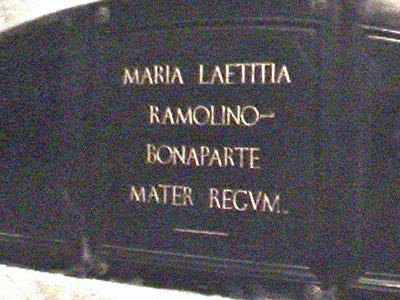 MARIA LAETITIA
RAMOLINO-
BONAPARTE
MATER REGVM.